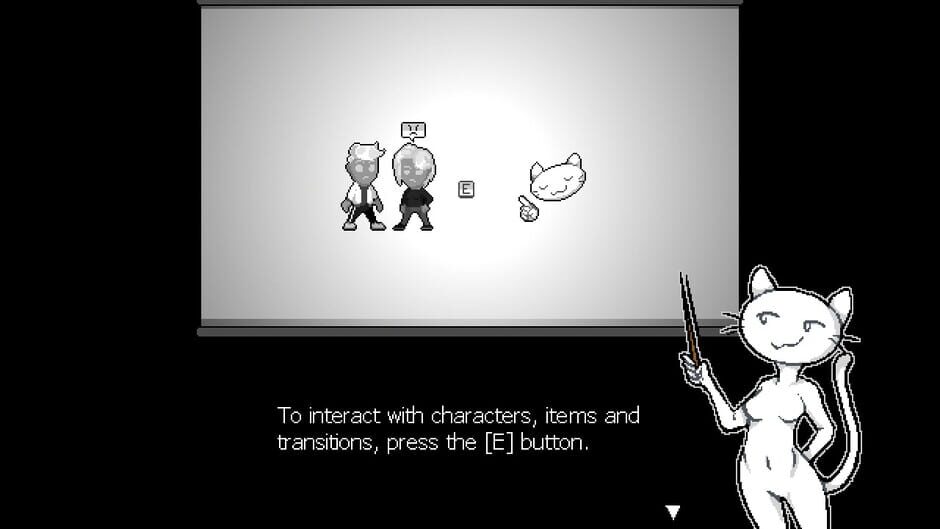 E
To interact with characters, items and
transitions, press the [E] button.